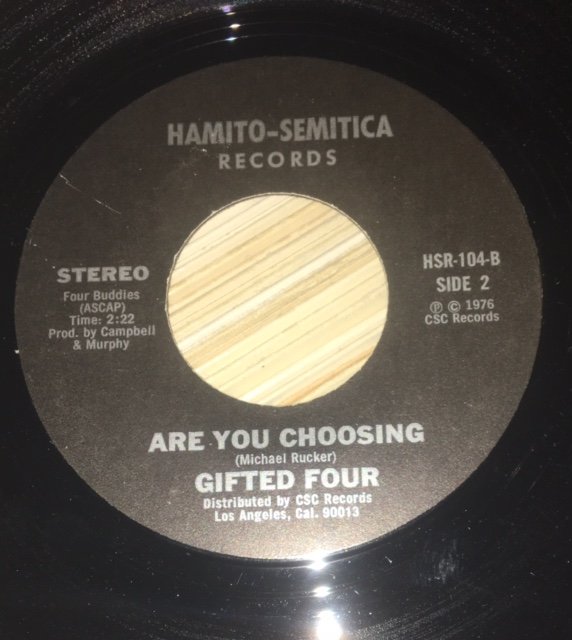 HAMITO-SEMITICA
RECORDS
STEREO
Four Buddies
(ASCAP)
Time: 2:22
Prod. by Campbell
& Murphy
HSR-104-B
SIDE 2
Ⓟ © 1976
CSC Records
ARE YOU CHOOSING
(Michael Rucker)
GIFTED FOUR
Distributed by CSC Records
Los Angeles, Cal. 90013